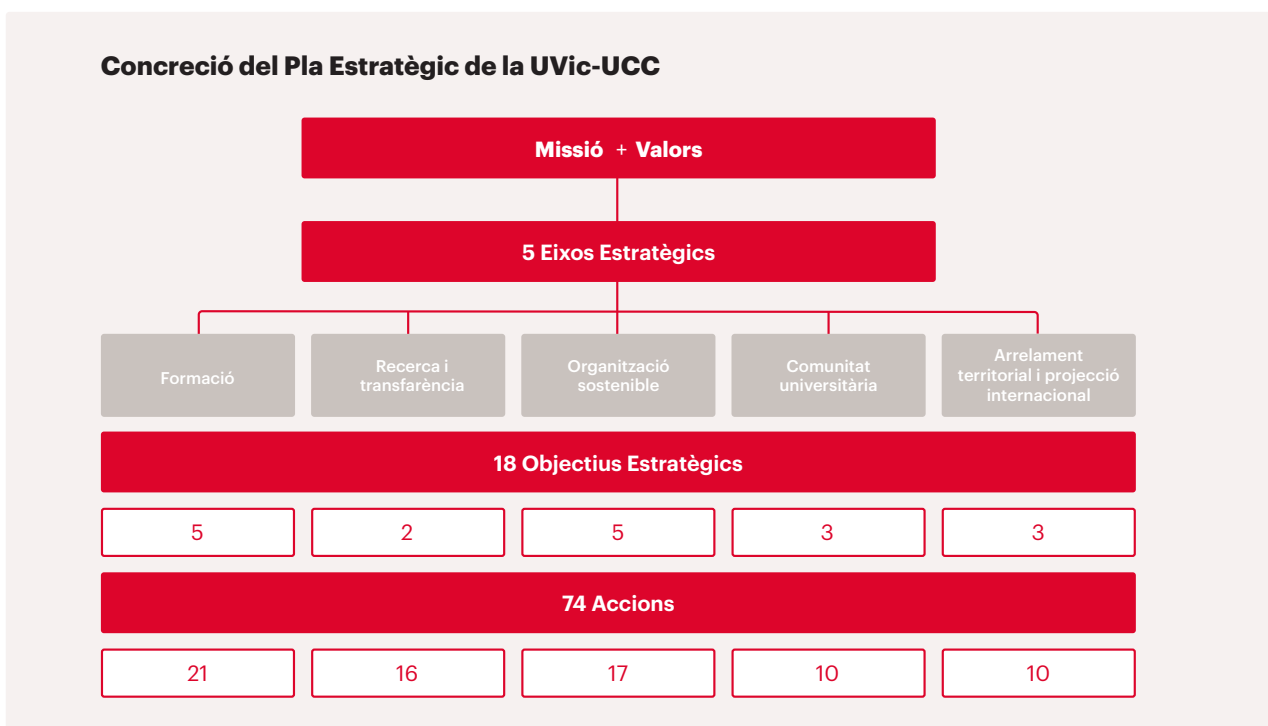 Concreció del Pla Estratègic de la UVic-UCC
Missió + Valors
5 Eixos Estratègics
Formació
Recerca i
transfarència
Organització
sostenible
Comunitat
universitària
Arrelament
territorial i projecció
internacional
18 Objectius Estratègics
5
2
5
3
3
74 Accions
21
16
17
10
10